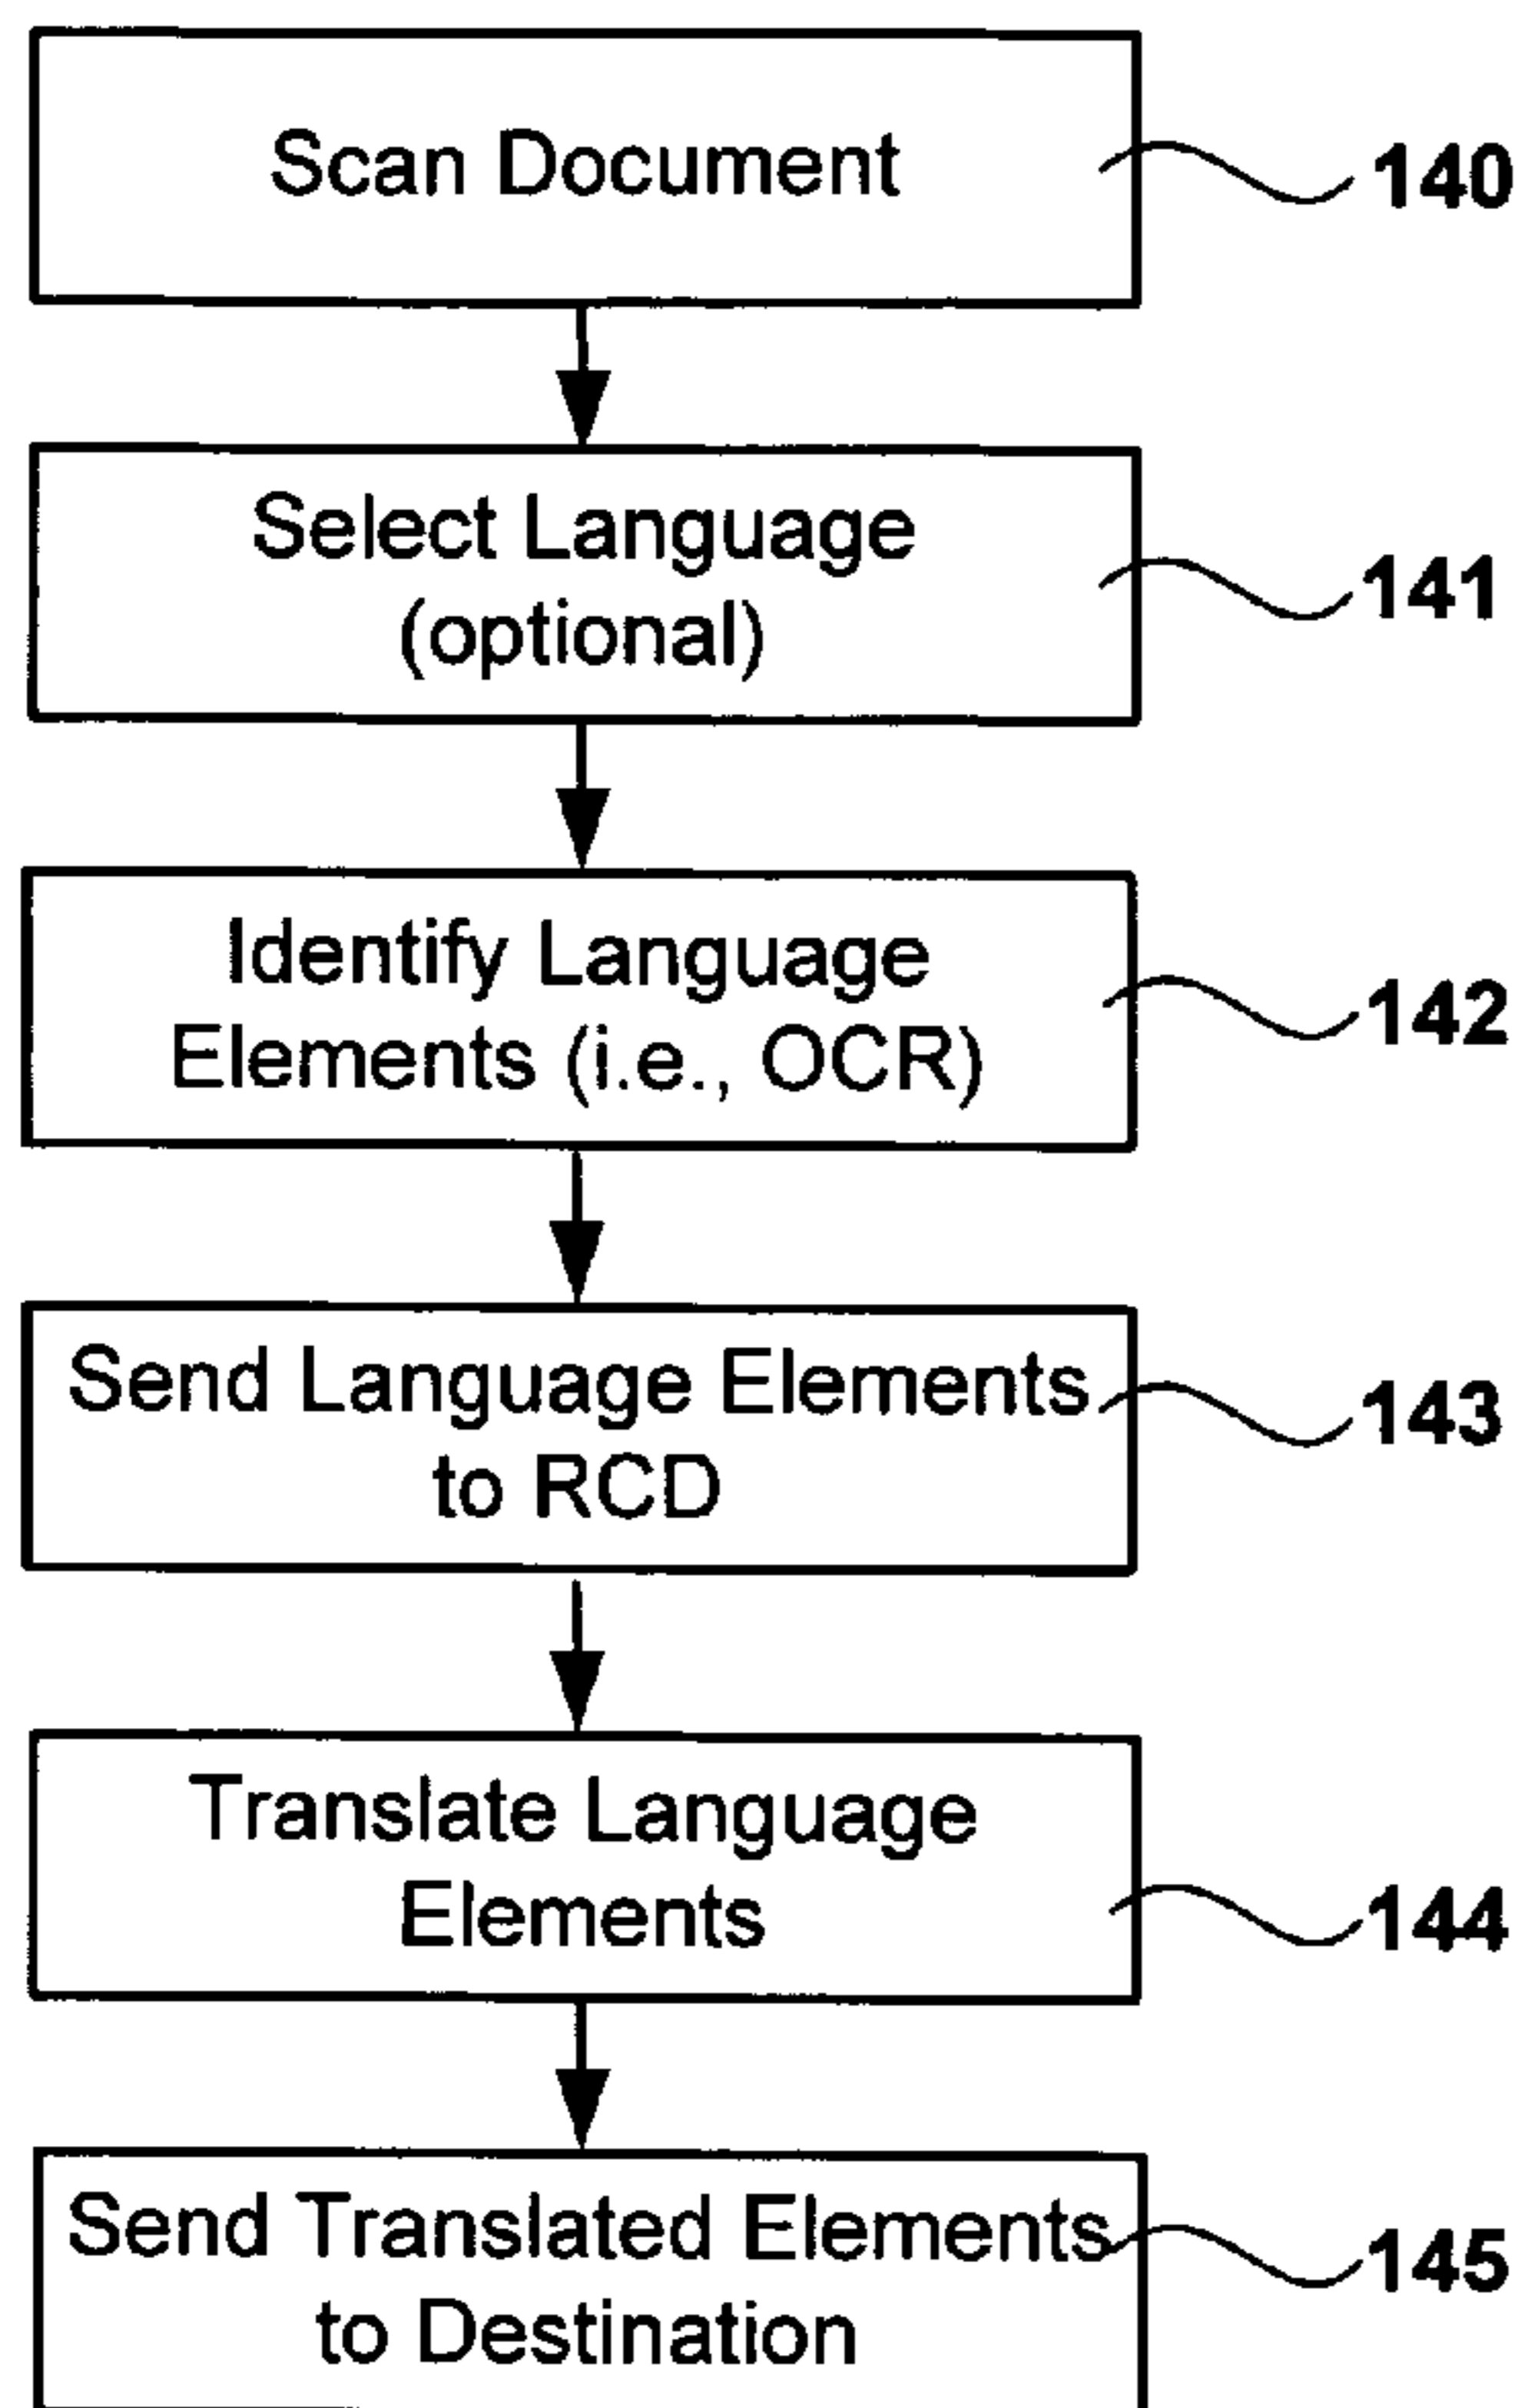 Scan Document
140
Select Language
(optional)
141
Identify Language
Elements (i.e., OCR)
142
Send Language Elements
to RCD
143
Translate Language
Elements
144
Send Translated Elements
to Destination
145